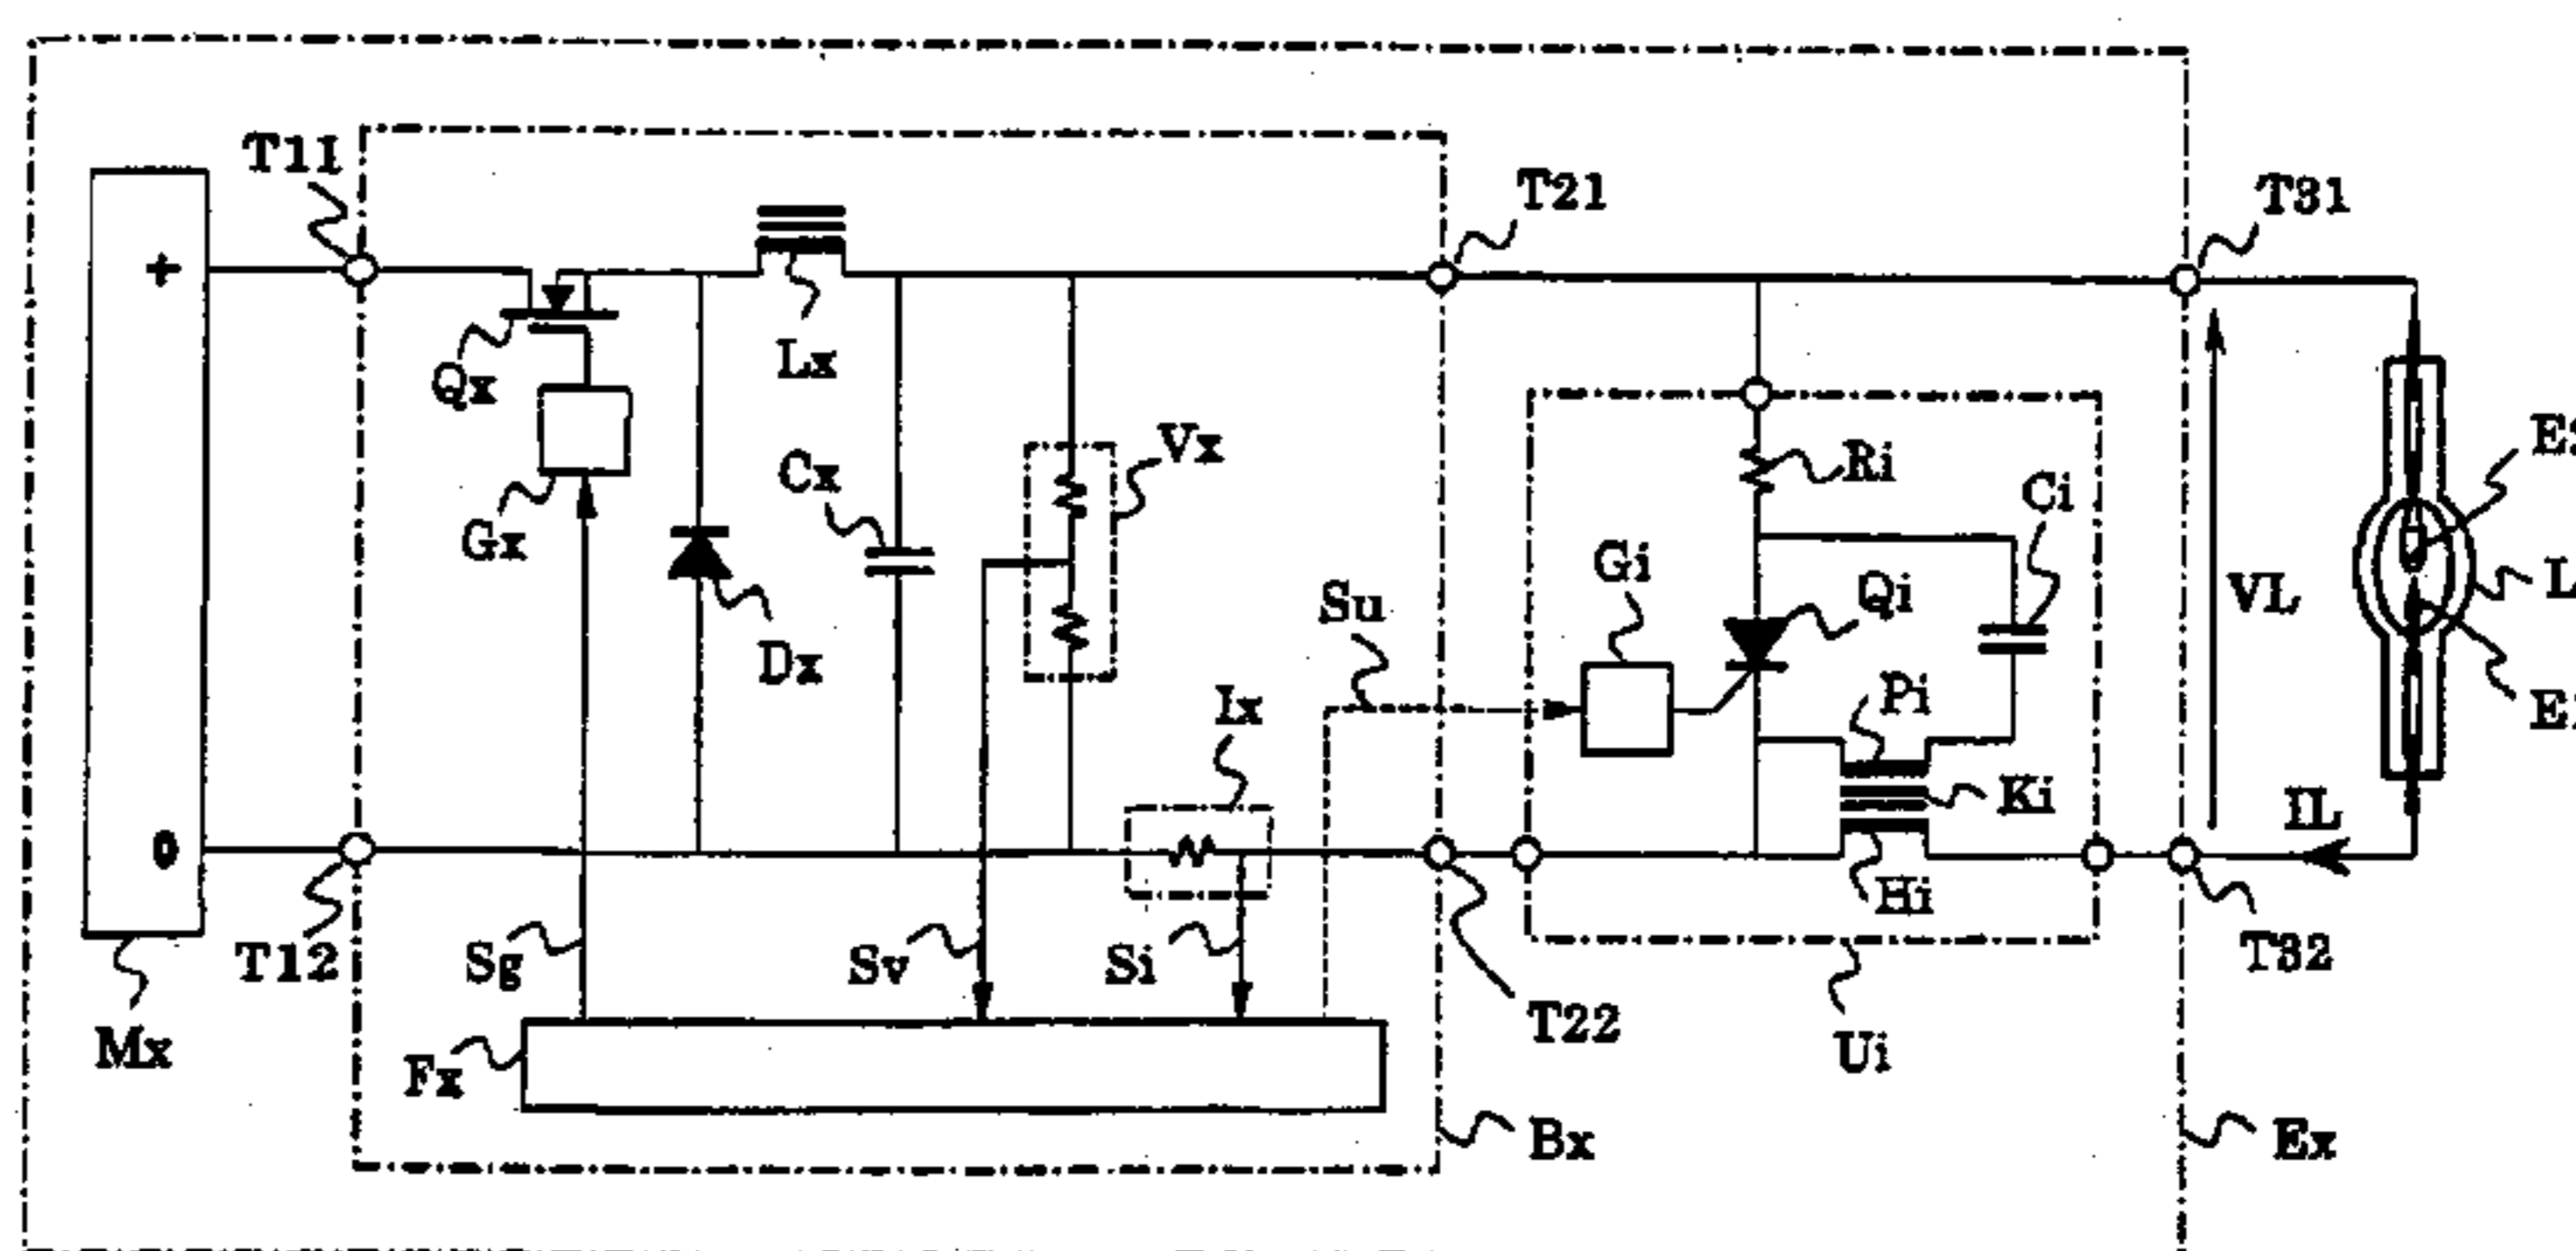 T11
T21
T31
+
Qx
Lx
Gx
Cx
Vx
Dx
Ri
Ci
Gi
Qi
Su
Ix
Pi
Ki
VL
IL
0
Hi
T12
Sg
Sv
Si
T32
T22
Mx
Fx
Ui
Bx
Ex